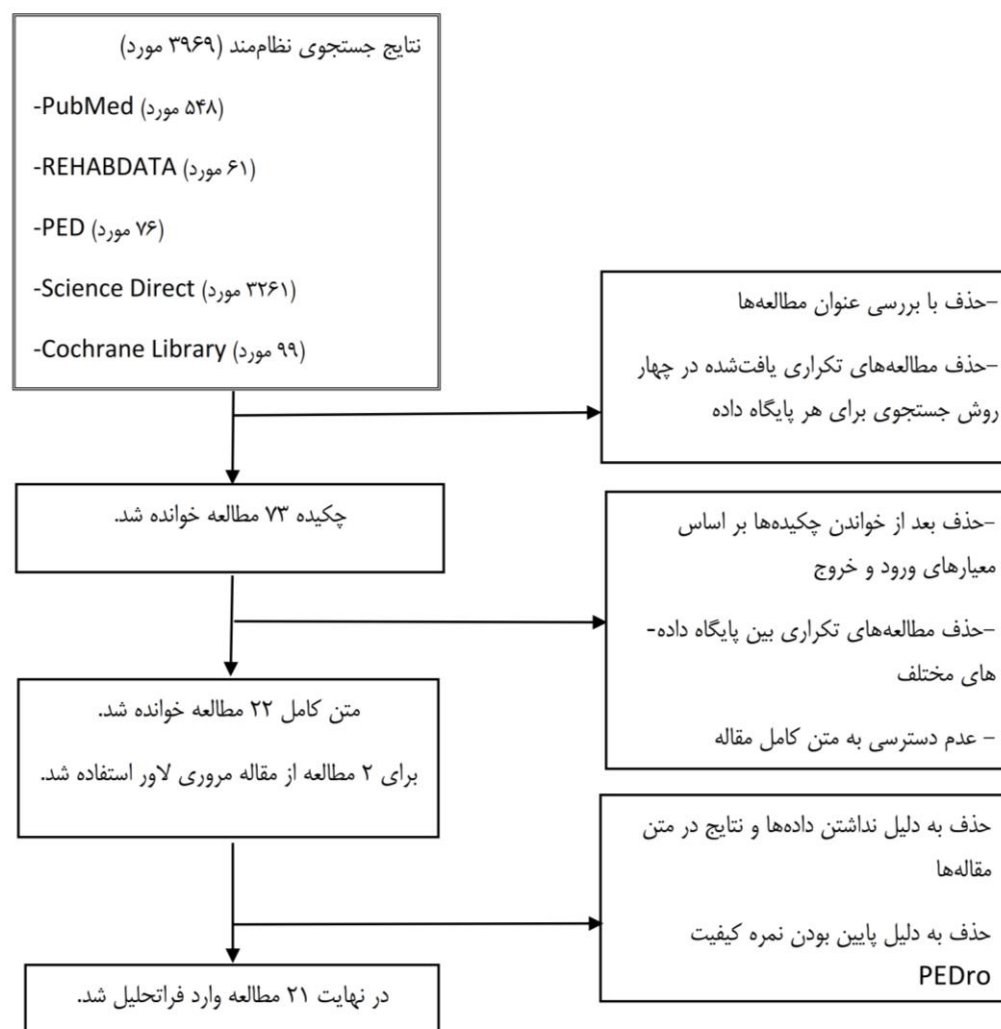 نتایج جستجوی نظام‌مند (۳۹۶۹ مورد)
-PubMed (۵۴۸ مورد)
-REHABDATA (۶۱ مورد)
-PED (۷۶ مورد)
-Science Direct (۳۲۶۱ مورد)
-Cochrane Library (۹۹ مورد)
-حذف با بررسی عنوان مطالعه‌ها
-حذف مطالعه‌های تکراری یافت‌شده در چهار
روش جستجوی برای هر پایگاه داده
چکیده ۷۳ مطالعه خوانده شد.
-حذف بعد از خواندن چکیده‌ها بر اساس
معیارهای ورود و خروج
-حذف مطالعه‌های تکراری بین پایگاه داده-
های مختلف
- عدم دسترسی به متن کامل مقاله
متن کامل ۲۲ مطالعه خوانده شد.
برای ۲ مطالعه از مقاله مروری لاور استفاده شد.
حذف به دلیل نداشتن داده‌ها و نتایج در متن
مقاله‌ها
حذف به دلیل پایین بودن نمره کیفیت
PEDro
در نهایت ۲۱ مطالعه وارد فراتحلیل شد.